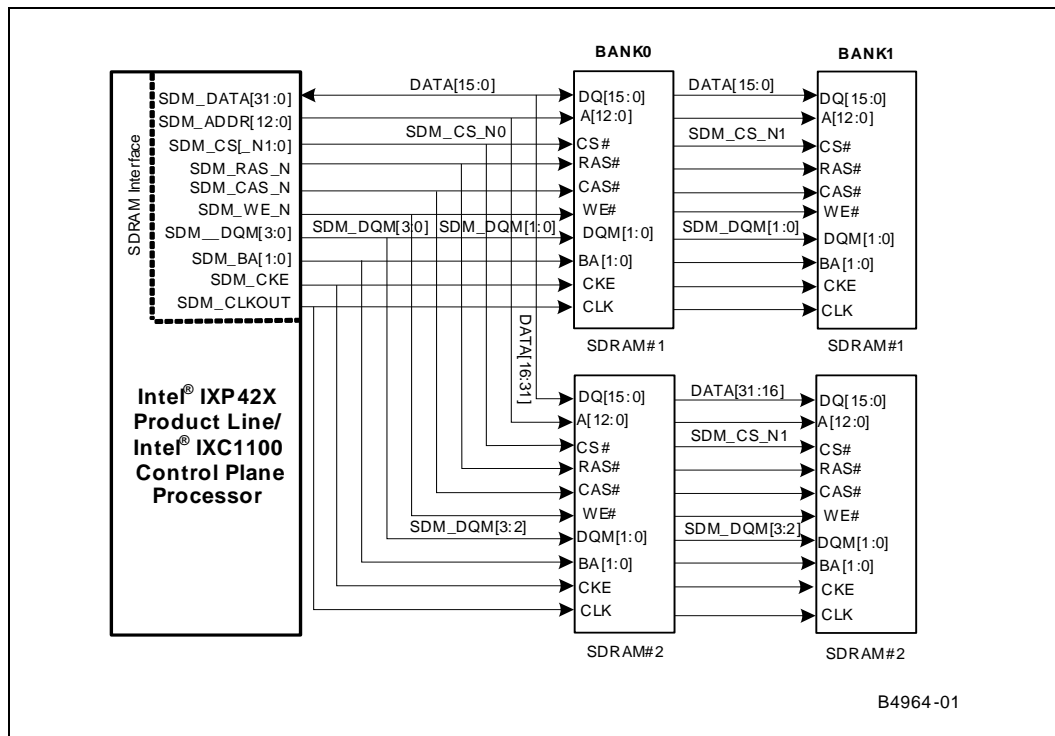 BANK0
BANK1
SDRAM Interface
SDM_DATA[31:0]
SDM_ADDR[12:0]
SDM_CS[_N1:0]
SDM_RAS_N
SDM_CAS_N
SDM_WE_N
SDM__DQM[3:0]
SDM_BA[1:0]
SDM_CKE
SDM_CLKOUT
Intel® IXP42X
Product Line/
Intel® IXC1100
Control Plane
Processor
DATA[15:0]
SDM_CS_N0
SDM_DQM[3:0]
SDM_DQM[1:0]
DATA[16:31]
DQ[15:0]
A[12:0]
CS#
RAS#
CAS#
WE#
DQM[1:0]
BA[1:0]
CKE
CLK
SDRAM#1
DATA[15:0]
SDM_CS_N1
SDM_DQM[1:0]
DQ[15:0]
A[12:0]
CS#
RAS#
CAS#
WE#
DQM[1:0]
BA[1:0]
CKE
CLK
SDRAM#1
SDM_DQM[3:2]
DQ[15:0]
A[12:0]
CS#
RAS#
CAS#
WE#
DQM[1:0]
BA[1:0]
CKE
CLK
SDRAM#2
DATA[31:16]
SDM_CS_N1
SDM_DQM[3:2]
DQ[15:0]
A[12:0]
CS#
RAS#
CAS#
WE#
DQM[1:0]
BA[1:0]
CKE
CLK
SDRAM#2
B4964-01